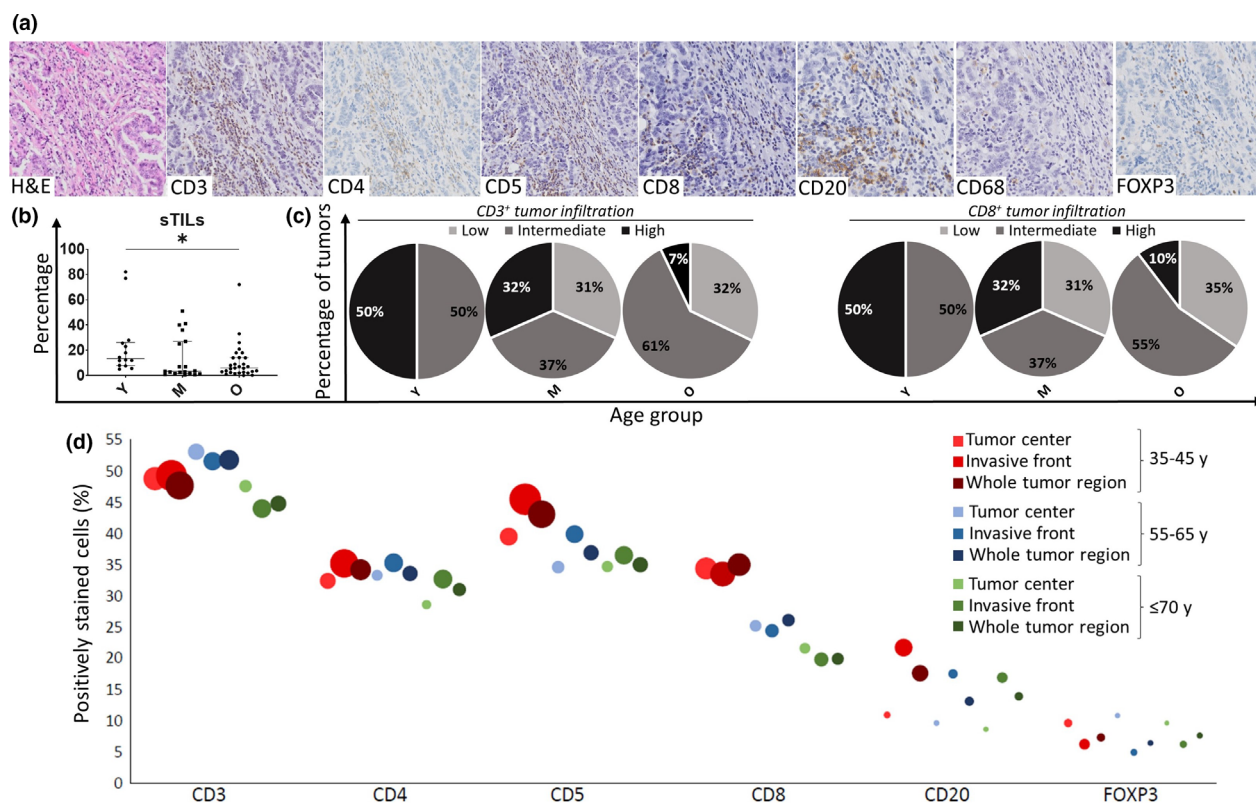 (a)
H&E
CD3
CD4
CD5
CD8
CD20
CD68
FOXP3
(b)
sTILs
*
Percentage
100
80
60
40
20
0
Y
M
O
(c)
Percentage of tumors
CD3+ tumor infiltration
Low
Intermediate
High
50%
50%
32%
31%
37%
7%
32%
61%
Y
M
O
CD8+ tumor infiltration
Low
Intermediate
High
50%
50%
32%
31%
37%
10%
35%
55%
Y
M
O
Age group
(d)
Positively stained cells (%)
55
50
45
40
35
30
25
20
15
10
5
0
CD3
CD4
CD5
CD8
CD20
FOXP3
Tumor center
Invasive front
Whole tumor region
35-45 y
Tumor center
Invasive front
Whole tumor region
55-65 y
Tumor center
Invasive front
Whole tumor region
≤70 y